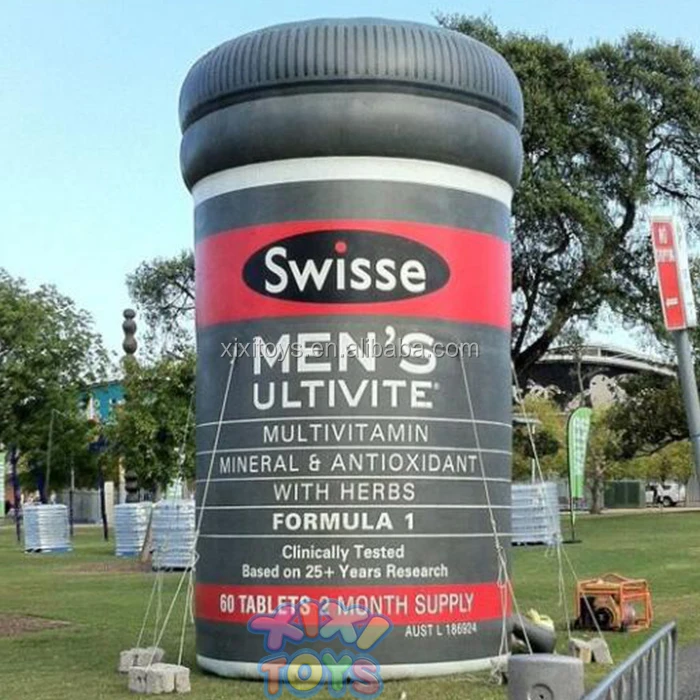 Swisse
NO
xixitoys.en.alibaba.com
MEN'S
ULTIVITE
MULTIVITAMIN
MINERAL & ANTIOXIDANT
WITH HERBS
FORMULA 1
Clinically Tested
Based on 25+ Years Research
60 TABLETS 2 MONTH SUPPLY
AUST L 186924
XIXI
TOYS